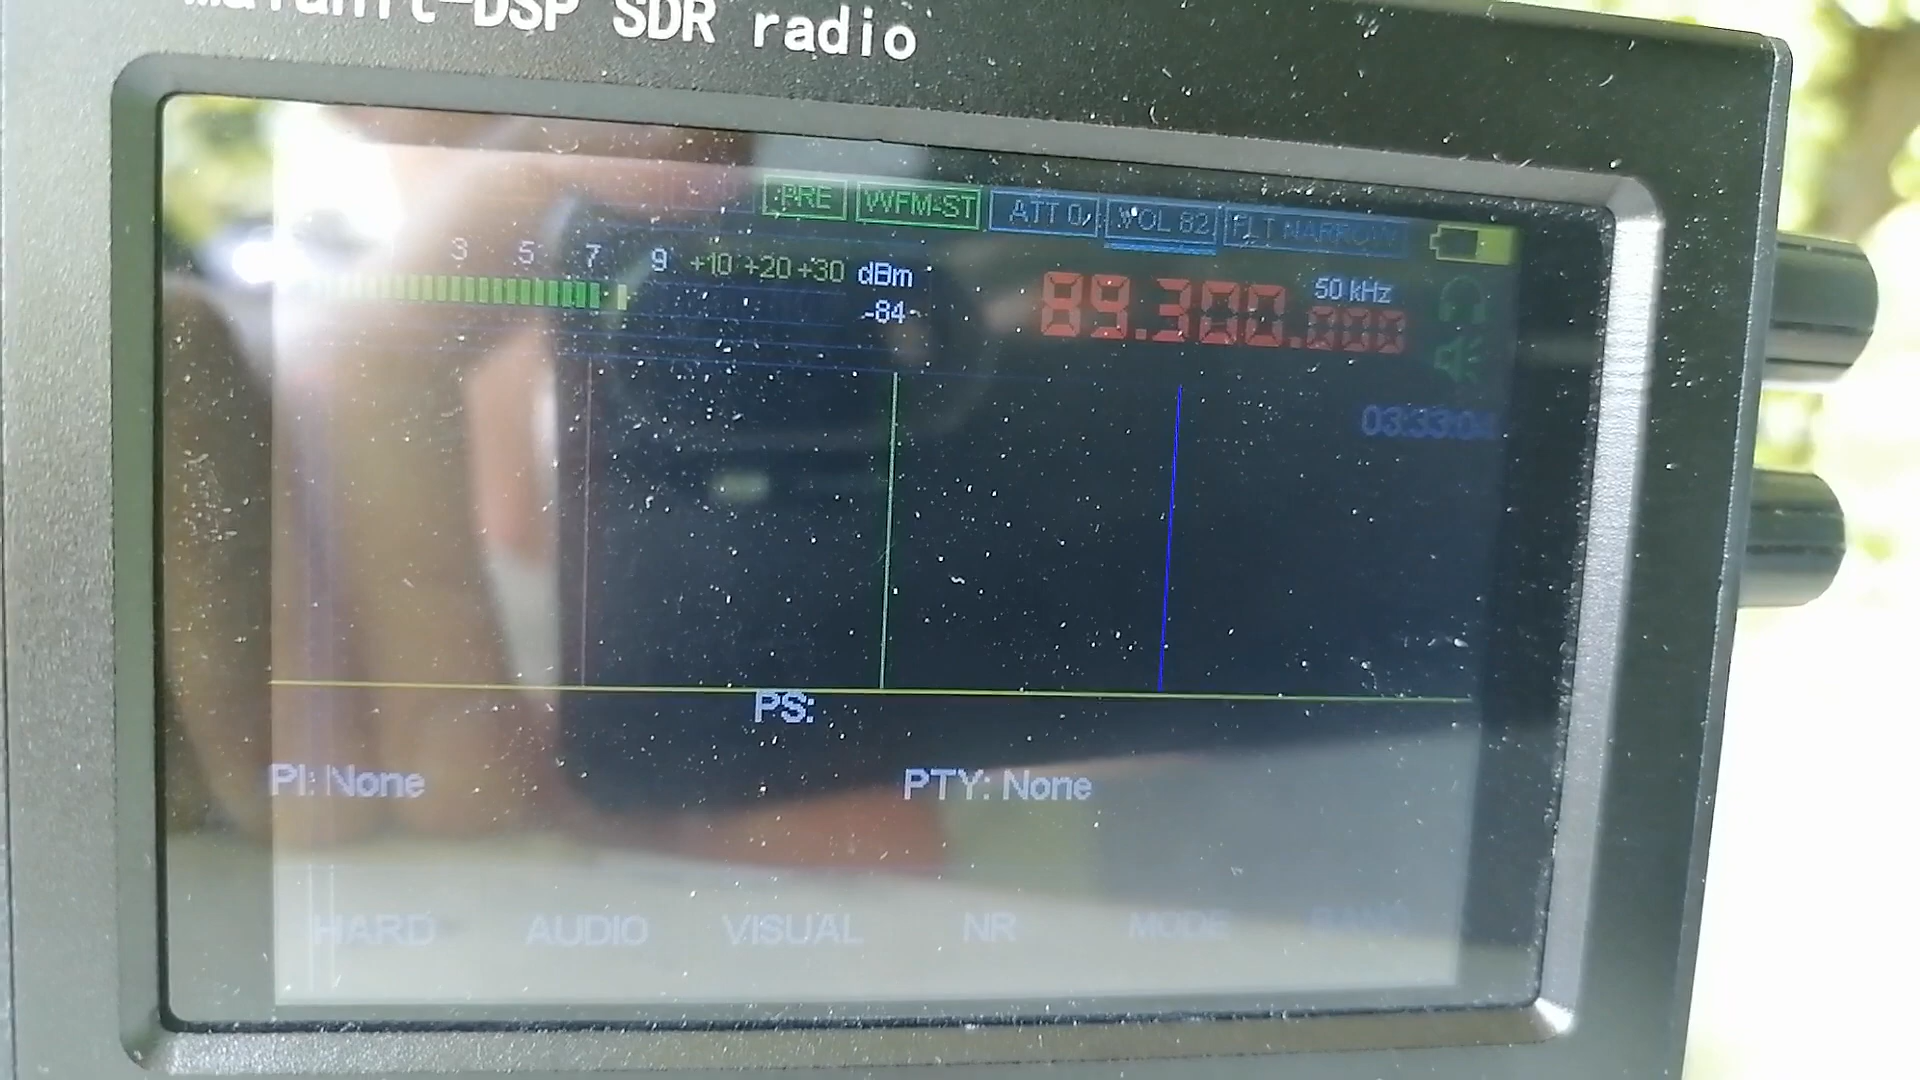 DSP SDR radio
PRE WFM-ST ATT 0 VOL 82 FLT NARROW
3 5 7 9 +10 +20 +30 dBm
-84
89.300.000
50 kHz
PS:
PI: None PTY: None
HARD AUDIO VISUAL NR MODE BAND